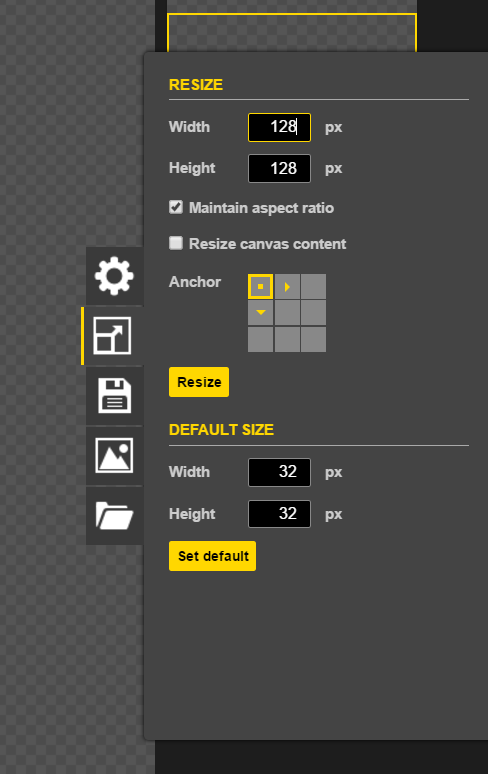 RESIZE
Width 128 px
Height 128 px
Maintain aspect ratio
Resize canvas content
Anchor
Resize
DEFAULT SIZE
Width 32 px
Height 32 px
Set default